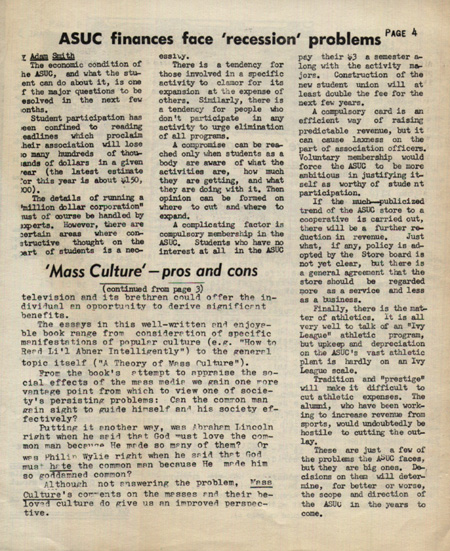 ASUC finances face 'recession' problems PAGE 4
Adam Smith
The economic condition of
he ASUC, and what the stu-
ent can do about it, is one
f the major questions to be
esolved in the next few
onths.
Student participation has
een confined to reading
eadlines which proclaim
heir association will lose
o many hundreds of thou-
ands of dollars in a given
ear (the latest estimate
or this year is about $150,
00).
The details of running a
"million dollar corporation"
ust of course be handled by
xperts. However, there are
ertain areas where con-
tructive thought on the
art of students is a nec-
essity.
There is a tendency for
those involved in a specific
activity to clamor for its
expansion at the expense of
others. Similarly, there is
a tendency for people who
don't participate in any
activity to urge elimination
of all programs.
A compromise can be rea-
ched only when students as a
body are aware of what the
activities are, how much
they are getting, and what
they are doing with it. Then
opinion can be formed on
where to cut and where to
expand.
A complicating factor is
compulsory membership in the
ASUC. Students who have no
interest at all in the ASUC
pay their $3 a semester a-
long with the activity ma-
jors. Construction of the
new student union will at
least double the fee for the
next few years.
A compulsory card is an
efficient way of raising
predictable revenue, but it
can cause laxness on the
part of association officers.
Voluntary membership would
force the ASUC to be more
ambitious in justifying it-
self as worthy of stude nt
participation.
If the much-publicized
trend of the ASUC store to a
cooperative is carried out,
there will be a further re-
duction in revenue. Just
what, if any, policy is ad-
opted by the Store board is
not yet clear, but there is
a general agreement that the
store should be regarded
more as a service and less
as a business.
Finally, there is the mat-
ter of athletics. It is all
very well to talk of an "Ivy
League" athletic program,
but upkeep and depreciation
on the ASUC's vast athletic
plant is hardly on an Ivy
League scale.
Tradition and "prestige"
will make it difficult to
cut athletic expenses. The
alumni, who have been work-
ing to increase revenue from
sports, would undoubtedly be
hostile to cutting the out-
lay.
These are just a few of
the problems the ASUC faces,
but they are big ones. De-
cisions on them will deter-
mine, for better or worse,
the scope and direction of
the ASUC in the years to
come.
'Mass Culture' — pros and cons
(continued from page 3)
television and its brethren could offer the in-
dividual an opportunity to derive significant
benefits.
The essays in this well-written and enjoya-
ble book range from consideration of specific
manifestations of popular culture (e.g. "How to
Read Li'l Abner Intelligently") to the general
topic itself ("A Theory of Mass Culture").
From the book's attempt to appraise the so-
cial effects of the mass media we gain one more
vantage point from which to view one of socie-
ty's persisting problems: Can the common man
gain sight to guide himself and his society ef-
fectively?
Putting it another way, was Abraham Lincoln
right when he said that God must love the com-
mon man because He made so many of them? Or
was Philip Wylie right when he said that God
must hate the common man because He made him
so goddamned common?
Although not answering the problem, Mass
Culture's comments on the masses and their be-
loved culture do give us an improved perspec-
tive.